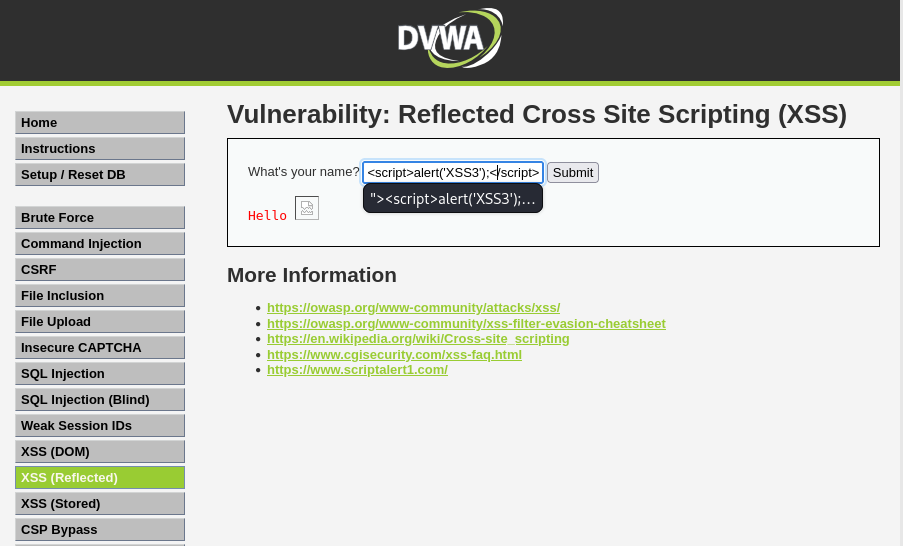 DVWA
Home
Instructions
Setup / Reset DB
Brute Force
Command Injection
CSRF
File Inclusion
File Upload
Insecure CAPTCHA
SQL Injection
SQL Injection (Blind)
Weak Session IDs
XSS (DOM)
XSS (Reflected)
XSS (Stored)
CSP Bypass
Vulnerability: Reflected Cross Site Scripting (XSS)
What's your name? <script>alert('XSS3');</script> Submit
"><script>alert('XSS3');...
Hello
More Information
• https://owasp.org/www-community/attacks/xss/
• https://owasp.org/www-community/xss-filter-evasion-cheatsheet
• https://en.wikipedia.org/wiki/Cross-site_scripting
• https://www.cgisecurity.com/xss-faq.html
• https://www.scriptalert1.com/